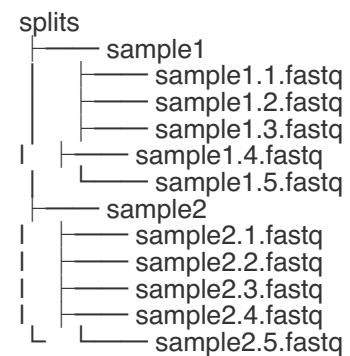 splits
├─── sample1
│ ├─── sample1.1.fastq
│ ├─── sample1.2.fastq
│ ├─── sample1.3.fastq
| ├─── sample1.4.fastq
│ └─── sample1.5.fastq
├─── sample2
| ├─── sample2.1.fastq
| ├─── sample2.2.fastq
| ├─── sample2.3.fastq
| ├─── sample2.4.fastq
└ └─── sample2.5.fastq